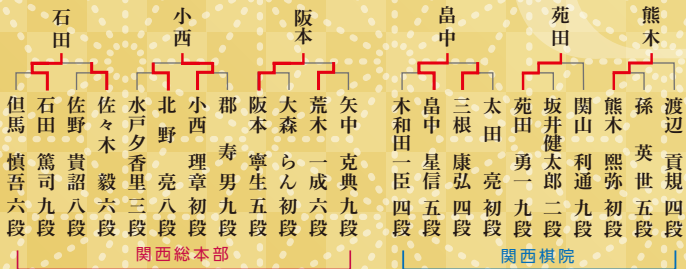 石田
小西
阪本
畠中
苑田
熊木
但馬 慎吾 六段
石田 篤司 九段
佐野 貴詔 八段
佐々木 毅 六段
水戸夕香里 三段
北野 亮 八段
小西 理章 初段
郡 寿男 九段
阪本 寧生 五段
大森 らん 初段
荒木 一成 六段
矢中 克典 九段
木和田一臣 四段
畠中 星信 五段
三根 康弘 四段
太田 亮 初段
苑田 勇一 九段
坂井健太郎 二段
関山 利通 九段
熊木 熙弥 初段
孫 英世 五段
渡辺 貢規 四段
関西総本部
関西棋院